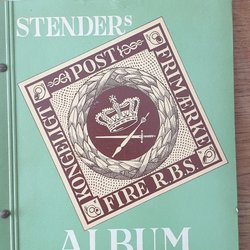 STENDERS
KONGELIGT
POST
FRIMÆRKE
FIRE R.B.S.
ALBUM